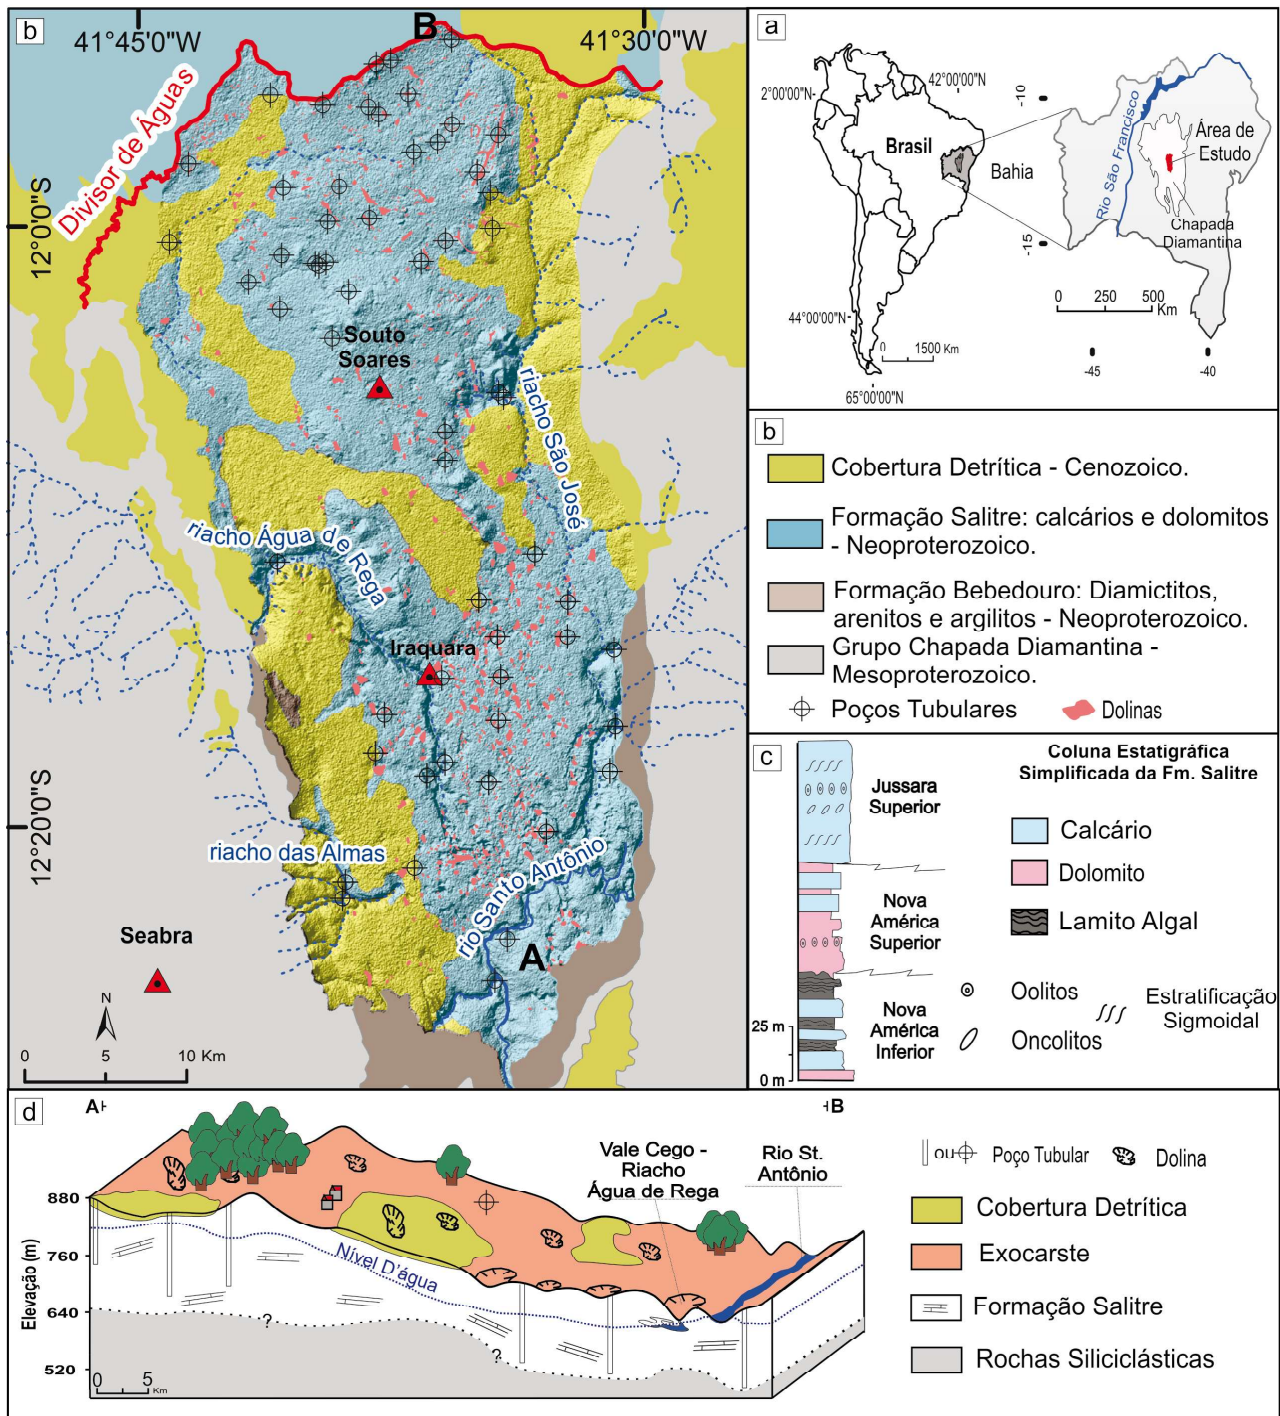 b
41°45'0"W
B
41°30'0"W
Divisor de Águas
12°0'0"S
Souto
Soares
riacho São José
riacho Água de Rega
Iraquara
12°20'0"S
riacho das Almas
rio Santo Antônio
A
Seabra
N
0 5 10 Km
a
42°00'00"N
2°00'00"N
-10
Brasil
Bahia
Rio São Francisco
Área de
Estudo
Chapada
Diamantina
-15
0 250 500
Km
44°00'00"N
0 1500 Km
65°00'00"N
-45
-40
b
Cobertura Detrítica - Cenozoico.
Formação Salitre: calcários e dolomitos
- Neoproterozoico.
Formação Bebedouro: Diamictitos,
arenitos e argilitos - Neoproterozoico.
Grupo Chapada Diamantina -
Mesoproterozoico.
Poços Tubulares
Dolinas
c
Coluna Estatigráfica
Simplificada da Fm. Salitre
Jussara
Superior
Calcário
Dolomito
Nova
América
Superior
Lamito Algal
Nova
América
Inferior
25 m
0 m
Oolitos
Oncolitos
Estratificação
Sigmoidal
d
A
B
Vale Cego -
Riacho
Água de Rega
Rio St.
Antônio
Elevação (m)
880
760
640
520
Nível D'água
?
?
0 5
Km
ou
Poço Tubular
Dolina
Cobertura Detrítica
Exocarste
Formação Salitre
Rochas Siliciclásticas